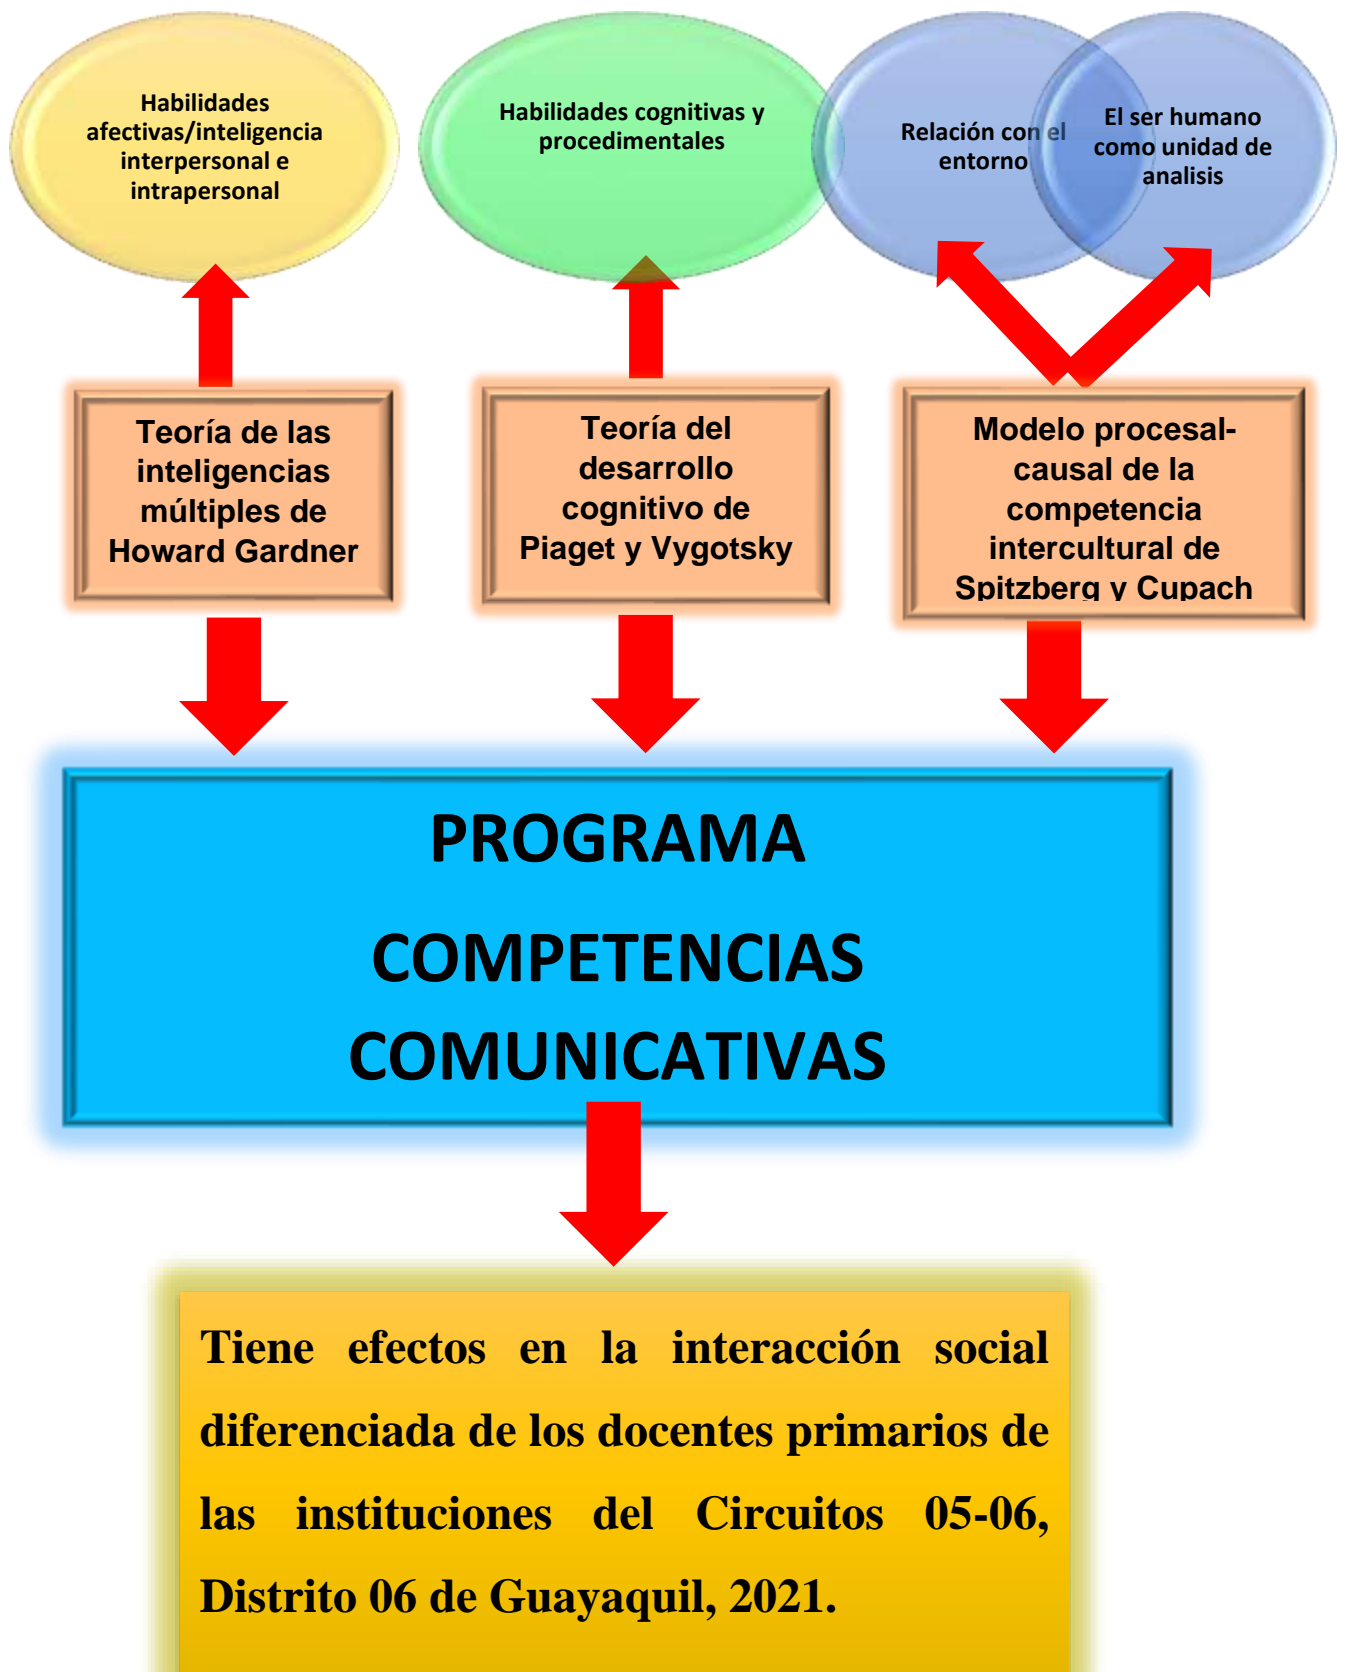 Habilidades
afectivas/inteligencia
interpersonal e
intrapersonal
Habilidades cognitivas y
procedimentales
Relación con el
entorno
El ser humano
como unidad de
analisis
Teoría de las
inteligencias
múltiples de
Howard Gardner
Teoría del
desarrollo
cognitivo de
Piaget y Vygotsky
Modelo procesal-
causal de la
competencia
intercultural de
Spitzberg y Cupach
PROGRAMA
COMPETENCIAS
COMUNICATIVAS
Tiene efectos en la interacción social
diferenciada de los docentes primarios de
las instituciones del Circuitos 05-06,
Distrito 06 de Guayaquil, 2021.